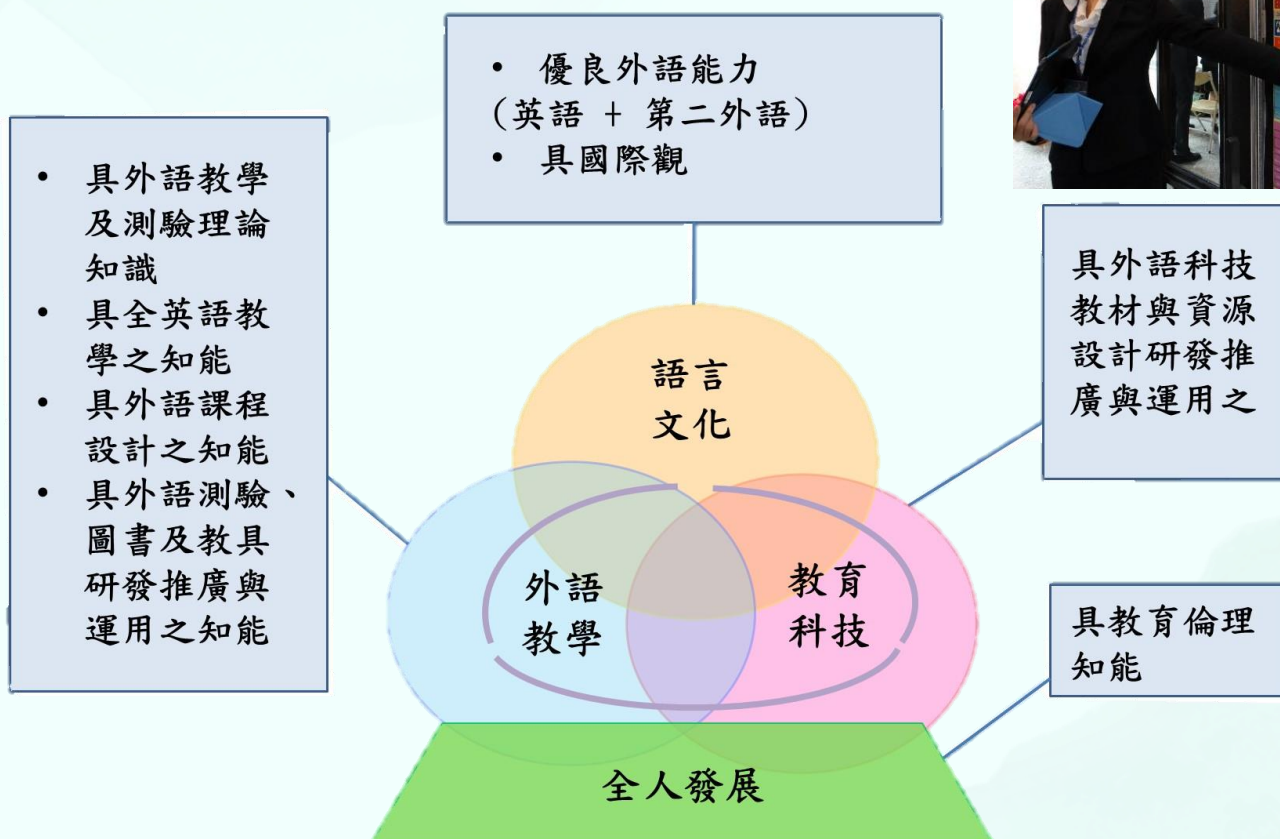 • 優良外語能力
(英語 + 第二外語)
• 具國際觀
• 具外語教學
及測驗理論
知識
• 具全英語教
學之知能
• 具外語課程
設計之知能
• 具外語測驗、
圖書及教具
研發推廣與
運用之知能
具外語科技
教材與資源
設計研發推
廣與運用之
語言
文化
外語
教學
教育
科技
具教育倫理
知能
全人發展